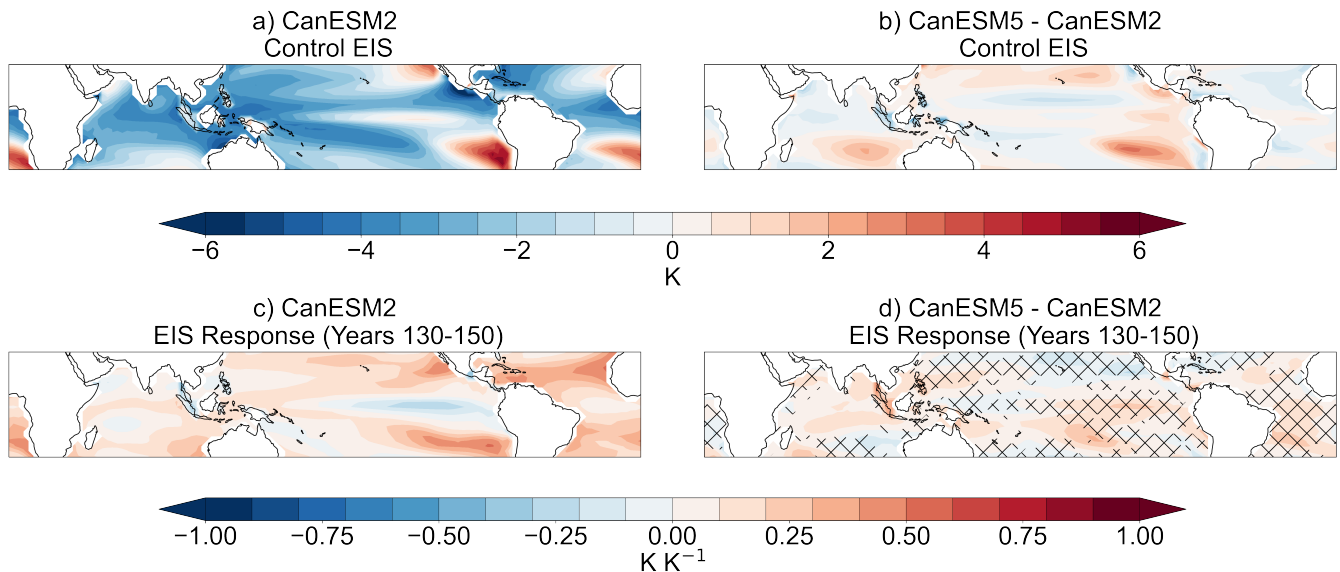 a) CanESM2
Control EIS
b) CanESM5 - CanESM2
Control EIS
−6 −4 −2 0 2 4 6
K
c) CanESM2
EIS Response (Years 130-150)
d) CanESM5 - CanESM2
EIS Response (Years 130-150)
−1.00 −0.75 −0.50 −0.25 0.00 0.25 0.50 0.75 1.00
K K⁻¹